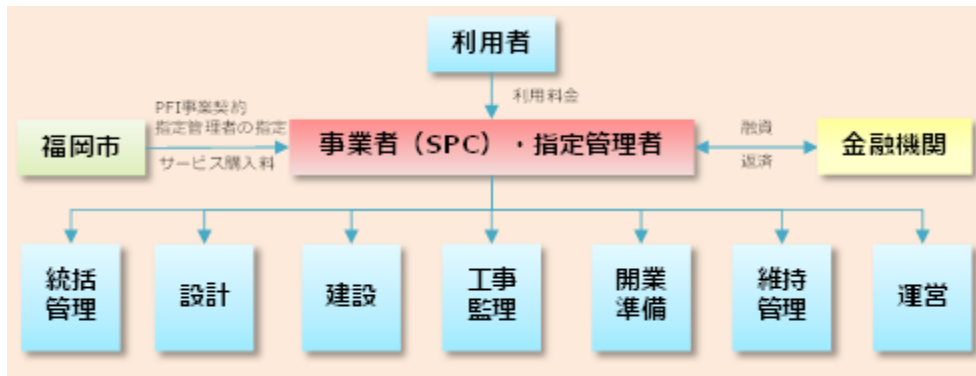 利用者
利用料金
PFI事業契約
指定管理者の指定
サービス購入料
福岡市
事業者（SPC）・指定管理者
融資
返済
金融機関
統括
管理
設計
建設
工事
監理
開業
準備
維持
管理
運営